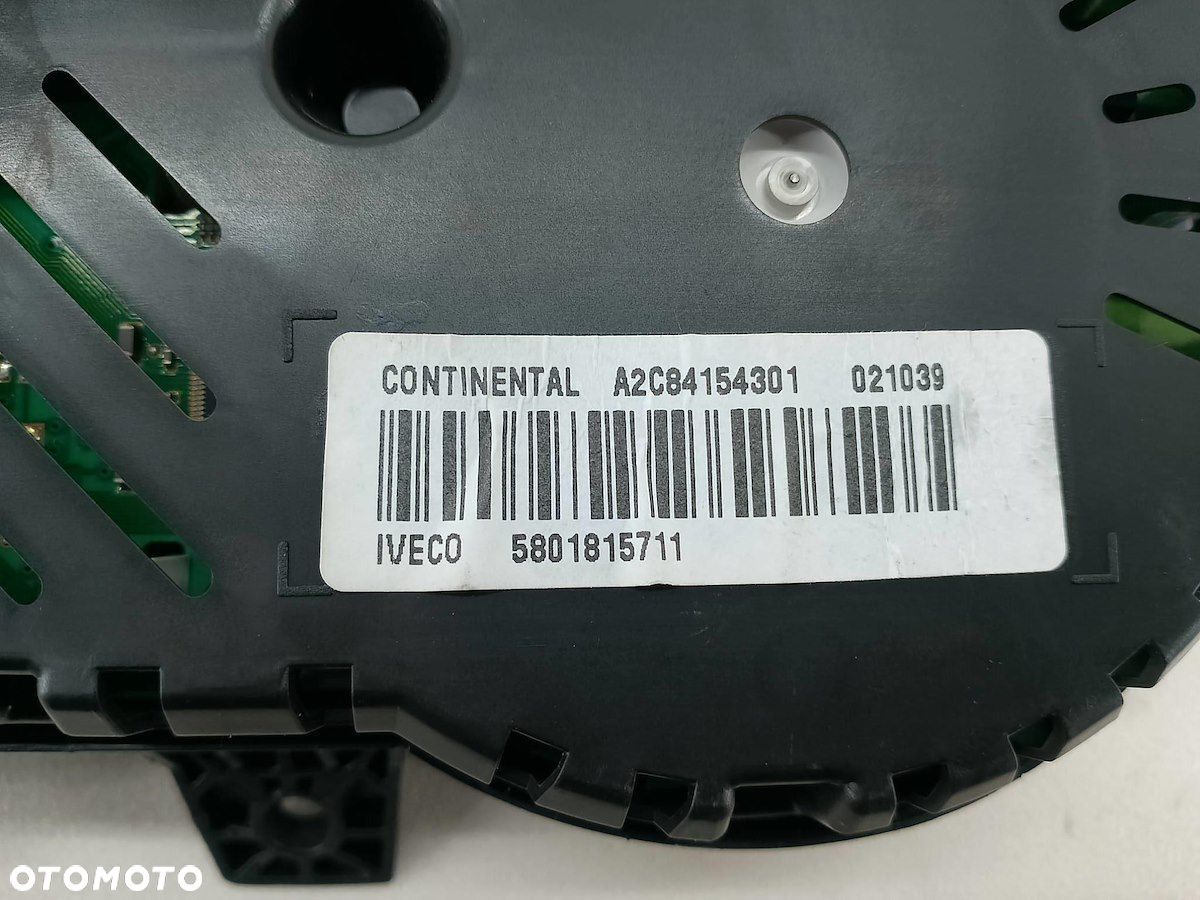 CONTINENTAL A2C84154301 021039
IVECO 5801815711
OTOMOTO